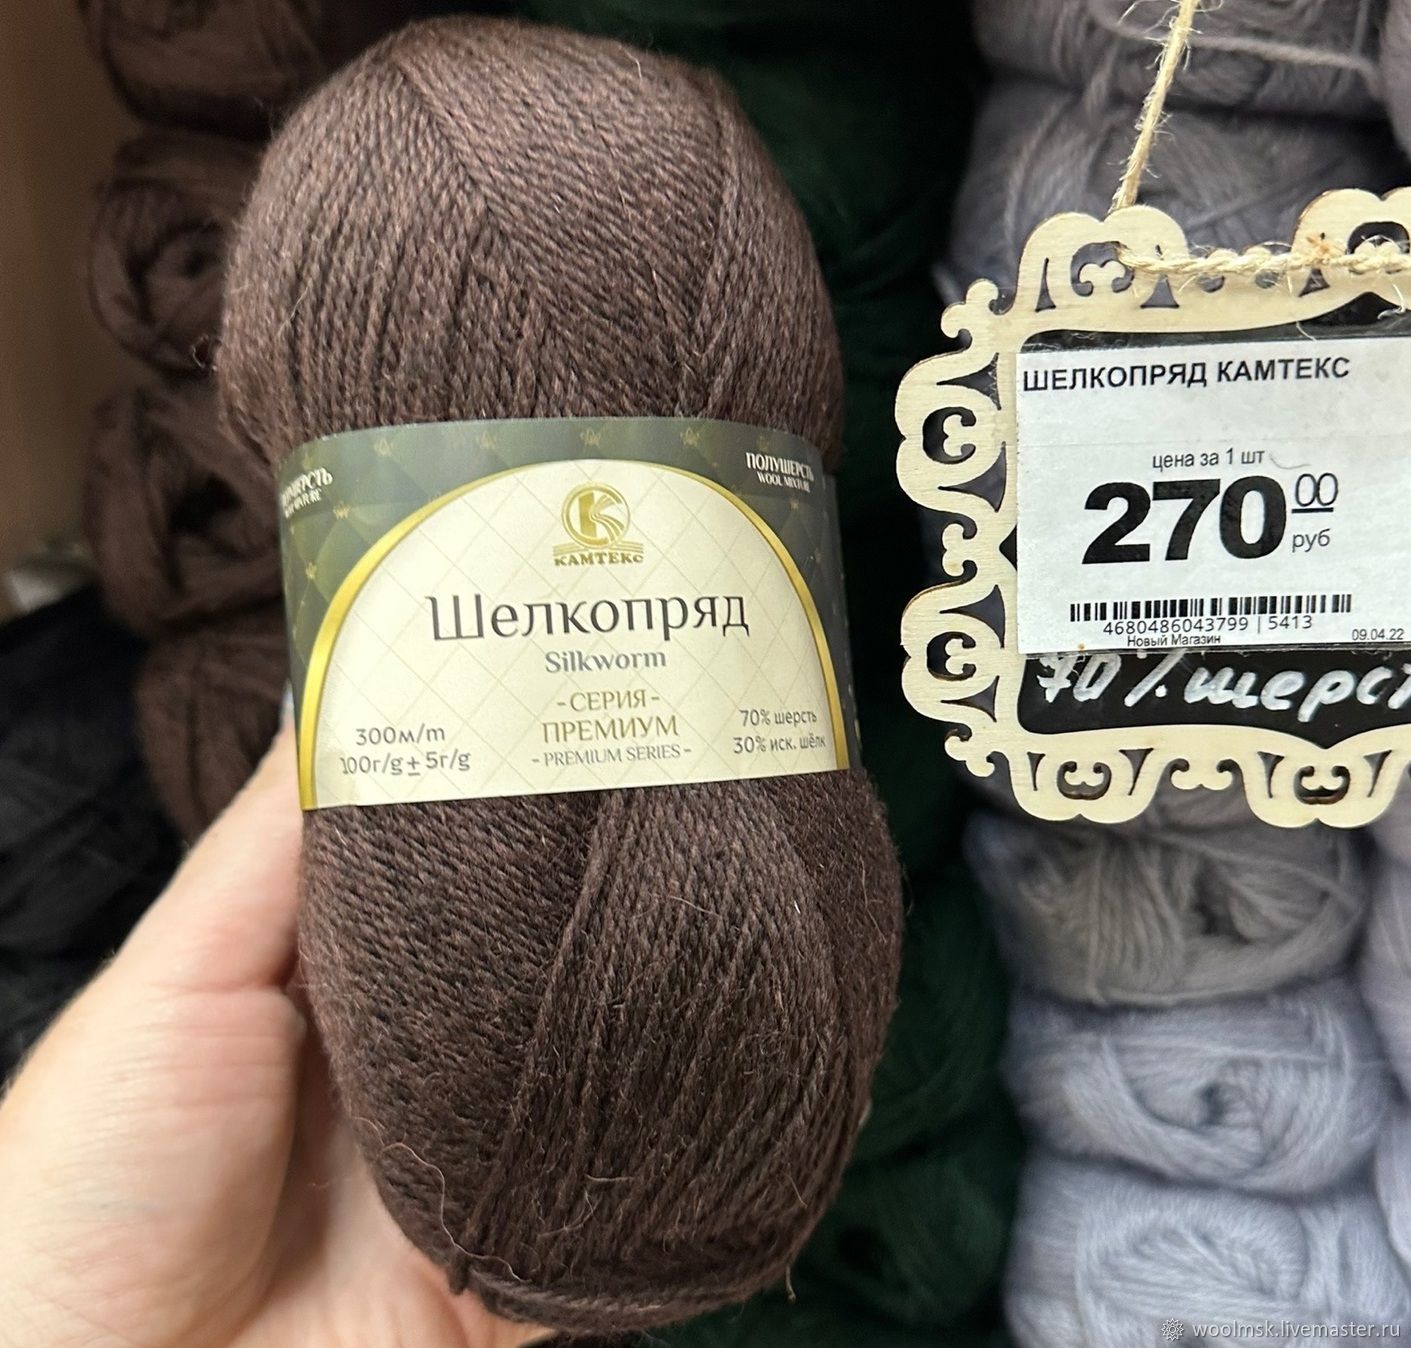 ПОЛУШЕРСТЬ
WOOL MIXTURE
КАМТЕКС
Шелкопряд
Silkworm
-СЕРИЯ-
ПРЕМИУМ
-PREMIUM SERIES-
300м/m
100г/g ± 5г/g
70% шерсть
30% иск. шёлк
ШЕЛКОПРЯД КАМТЕКС
цена за 1 шт
270 00
руб
4680486043799 | 5413
Новый Магазин
09.04.22
70% шерст
woolmsk.livemaster.ru